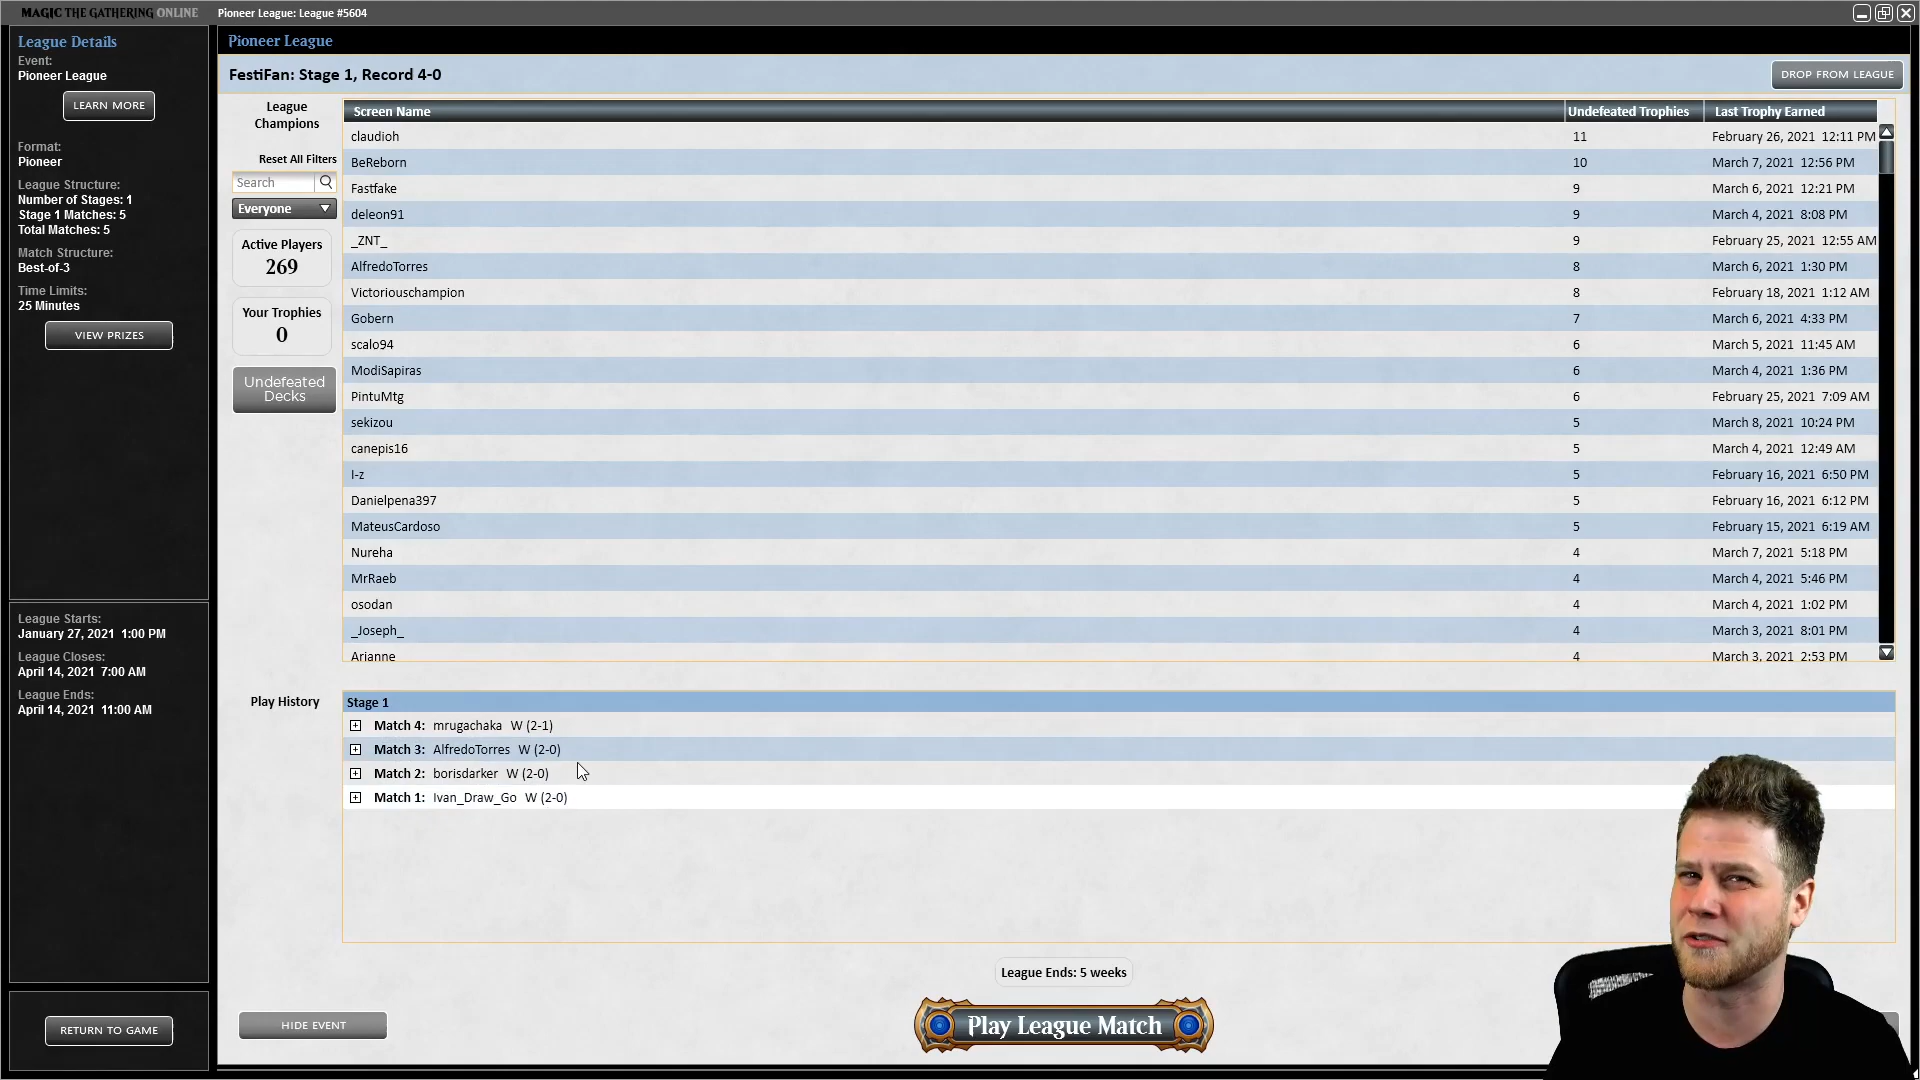 MAGIC THE GATHERING ONLINE
Pioneer League: League #5604
League Details
Event:
Pioneer League
LEARN MORE
Format:
Pioneer
League Structure:
Number of Stages: 1
Stage 1 Matches: 5
Total Matches: 5
Match Structure:
Best-of-3
Time Limits:
25 Minutes
VIEW PRIZES
League Starts:
January 27, 2021 1:00 PM
League Closes:
April 14, 2021 7:00 AM
League Ends:
April 14, 2021 11:00 AM
RETURN TO GAME
Pioneer League
FestiFan: Stage 1, Record 4-0
DROP FROM LEAGUE
League
Champions
Reset All Filters
Search
Everyone
Active Players
269
Your Trophies
0
Undefeated
Decks
Screen Name Undefeated Trophies Last Trophy Earned
claudioh 11 February 26, 2021 12:11 PM
BeReborn 10 March 7, 2021 12:56 PM
Fastfake 9 March 6, 2021 12:21 PM
deleon91 9 March 4, 2021 8:08 PM
_ZNT_ 9 February 25, 2021 12:55 AM
AlfredoTorres 8 March 6, 2021 1:30 PM
Victoriouschampion 8 February 18, 2021 1:12 AM
Gobern 7 March 6, 2021 4:33 PM
scalo94 6 March 5, 2021 11:45 AM
ModiSapiras 6 March 4, 2021 1:36 PM
PintuMtg 6 February 25, 2021 7:09 AM
sekizou 5 March 8, 2021 10:24 PM
canepis16 5 March 4, 2021 12:49 AM
I-z 5 February 16, 2021 6:50 PM
Danielpena397 5 February 16, 2021 6:12 PM
MateusCardoso 5 February 15, 2021 6:19 AM
Nureha 4 March 7, 2021 5:18 PM
MrRaeb 4 March 4, 2021 5:46 PM
osodan 4 March 4, 2021 1:02 PM
_Joseph_ 4 March 3, 2021 8:01 PM
Arianne 4 March 3, 2021 2:53 PM
Play History
Stage 1
Match 4: mrugachaka W (2-1)
Match 3: AlfredoTorres W (2-0)
Match 2: borisdarker W (2-0)
Match 1: Ivan_Draw_Go W (2-0)
League Ends: 5 weeks
HIDE EVENT
Play League Match